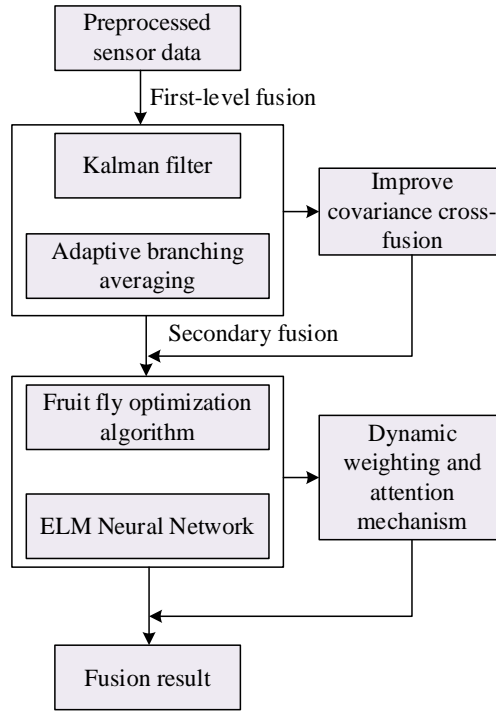 Preprocessed
sensor data
First-level fusion
Kalman filter
Adaptive branching
averaging
Improve
covariance cross-
fusion
Secondary fusion
Fruit fly optimization
algorithm
ELM Neural Network
Dynamic
weighting and
attention
mechanism
Fusion result